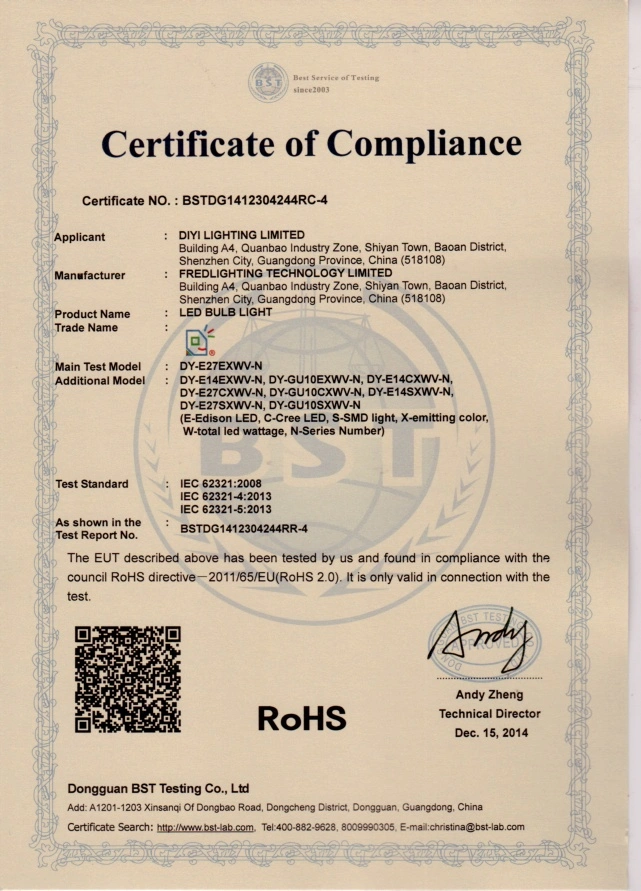 BST
Best Service of Testing
since2003
Certificate of Compliance
Certificate NO. : BSTDG1412304244RC-4
Applicant : DIYI LIGHTING LIMITED
Building A4, Quanbao Industry Zone, Shiyan Town, Baoan District,
Shenzhen City, Guangdong Province, China (518108)
Manufacturer : FREDLIGHTING TECHNOLOGY LIMITED
Building A4, Quanbao Industry Zone, Shiyan Town, Baoan District,
Shenzhen City, Guangdong Province, China (518108)
Product Name : LED BULB LIGHT
Trade Name :
Main Test Model : DY-E27EXWV-N
Additional Model : DY-E14EXWV-N, DY-GU10EXWV-N, DY-E14CXWV-N,
DY-E27CXWV-N, DY-GU10CXWV-N, DY-E14SXWV-N,
DY-E27SXWV-N, DY-GU10SXWV-N
(E-Edison LED, C-Cree LED, S-SMD light, X-emitting color,
W-total led wattage, N-Series Number)
BST
Test Standard : IEC 62321:2008
IEC 62321-4:2013
IEC 62321-5:2013
As shown in the : BSTDG1412304244RR-4
Test Report No.
The EUT described above has been tested by us and found in compliance with the
council RoHS directive－2011/65/EU(RoHS 2.0). It is only valid in connection with the
test.
Andy
BST TEST
APPROVED
RoHS
Andy Zheng
Technical Director
Dec. 15, 2014
Dongguan BST Testing Co., Ltd
Add: A1201-1203 Xinsanqi Of Dongbao Road, Dongcheng District, Dongguan, Guangdong, China
Certificate Search: http://www.bst-lab.com, Tel:400-882-9628, 8009990305, E-mail:christina@bst-lab.com